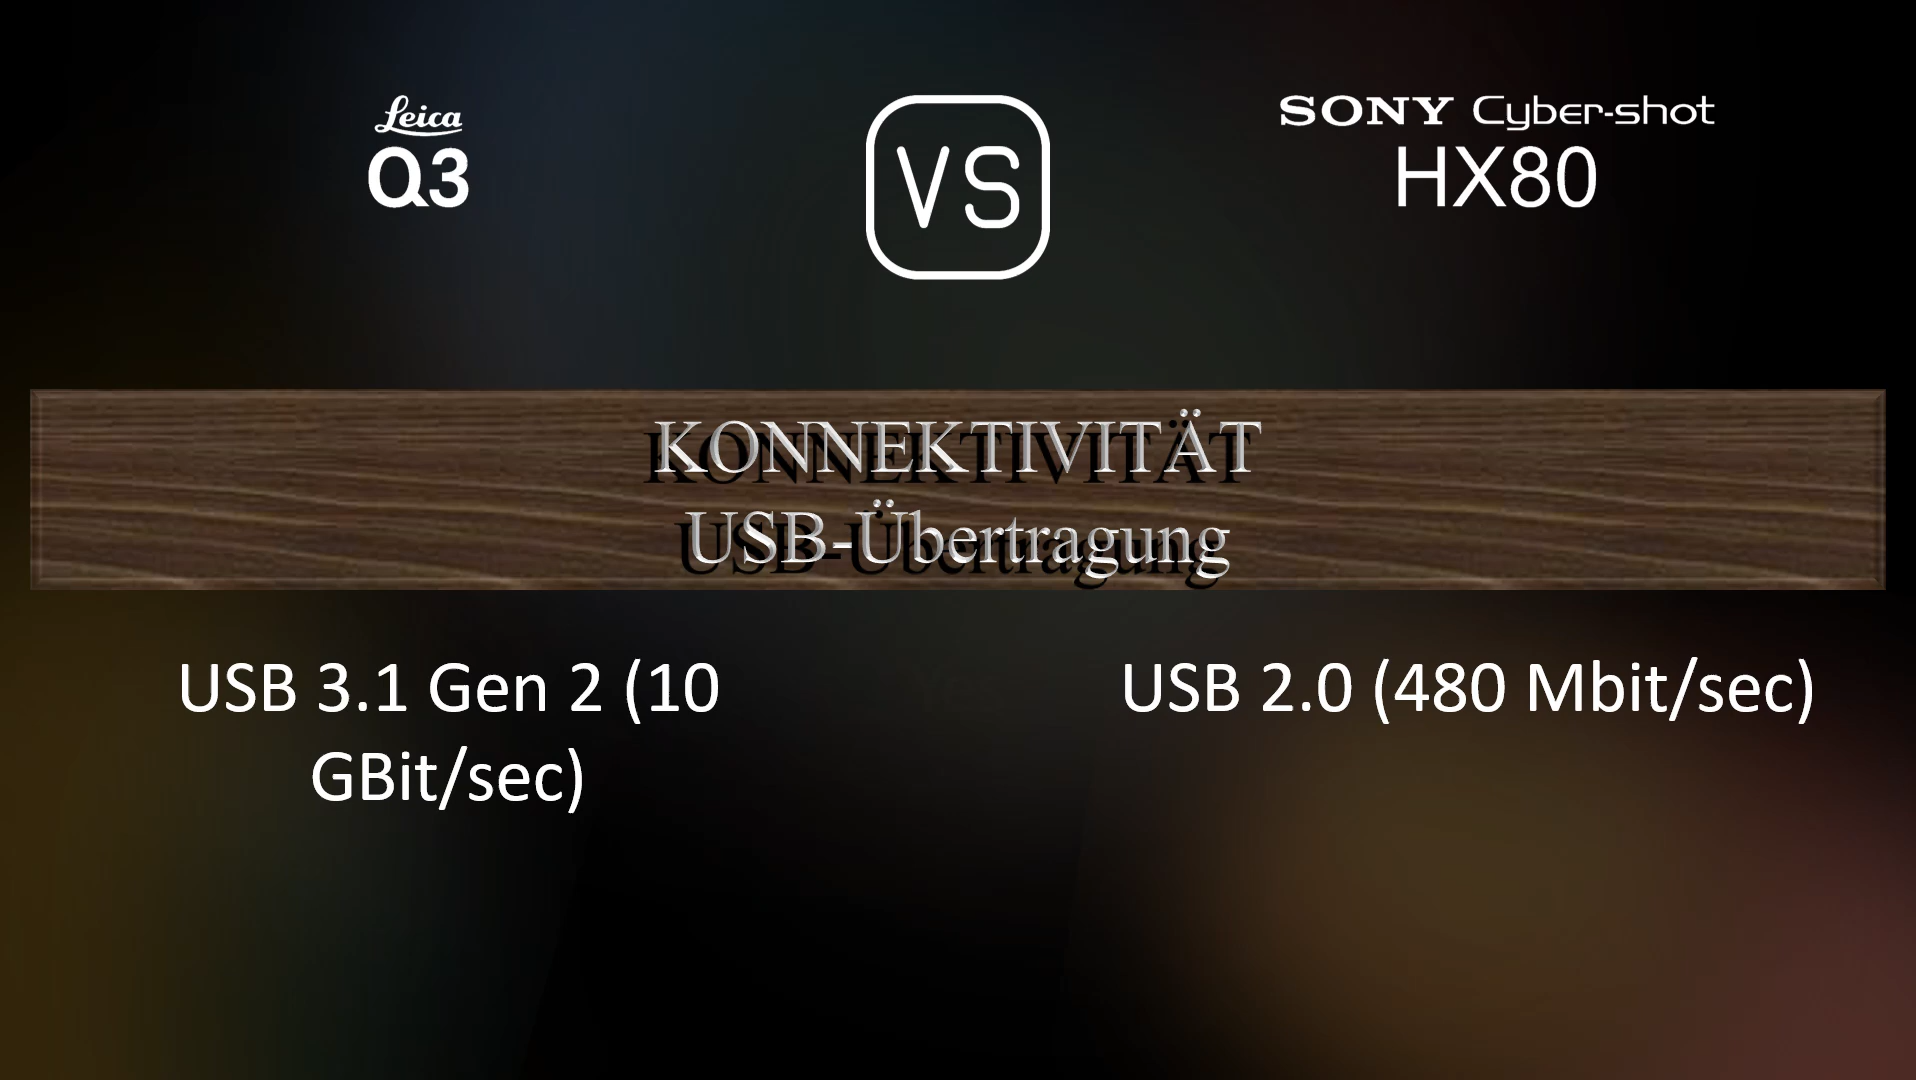 Leica
Q3
VS
SONY Cyber-shot
HX80
KONNEKTIVITÄT
USB-Übertragung
USB 3.1 Gen 2 (10
GBit/sec)
USB 2.0 (480 Mbit/sec)